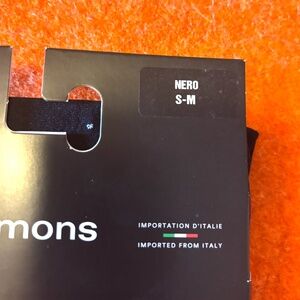 NERO
S-M
mons
IMPORTATION D'ITALIE
IMPORTED FROM ITALY